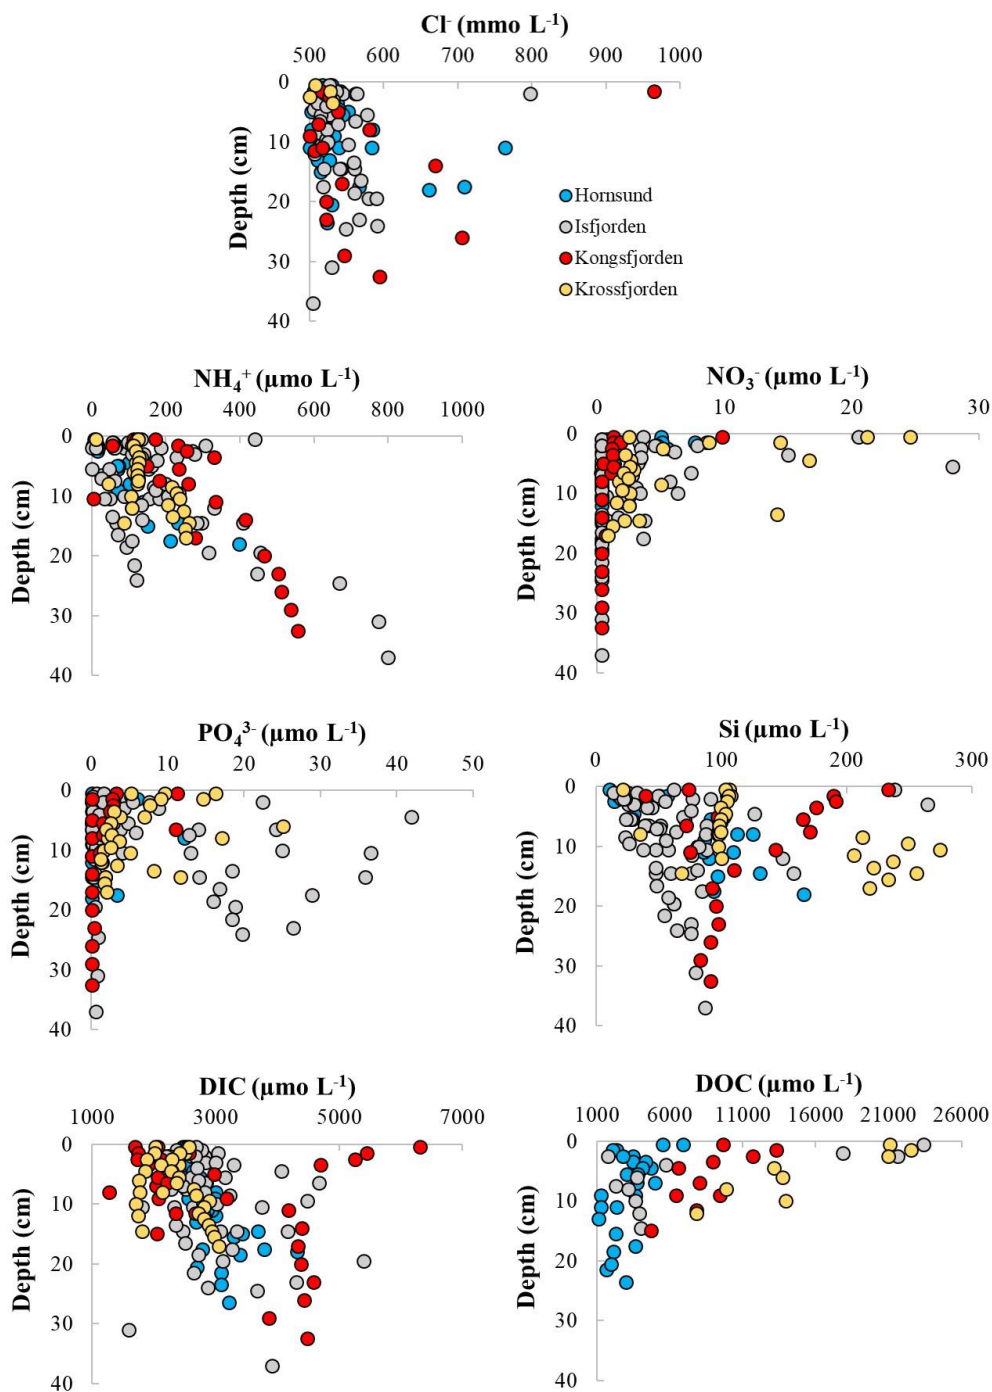 Cl- (mmo L-1)
500 600 700 800 900 1000
0
10
20
30
40
Depth (cm)
Hornsund
Isfjorden
Kongsfjorden
Krossfjorden
NH4+ (µmo L-1)
0 200 400 600 800 1000
0
10
20
30
40
Depth (cm)
NO3- (µmo L-1)
0 10 20 30
0
10
20
30
40
Depth (cm)
PO43- (µmo L-1)
0 10 20 30 40 50
0
10
20
30
40
Depth (cm)
Si (µmo L-1)
0 100 200 300
0
10
20
30
40
Depth (cm)
DIC (µmo L-1)
1000 3000 5000 7000
0
10
20
30
40
Depth (cm)
DOC (µmo L-1)
1000 6000 11000 16000 21000 26000
0
10
20
30
40
Depth (cm)